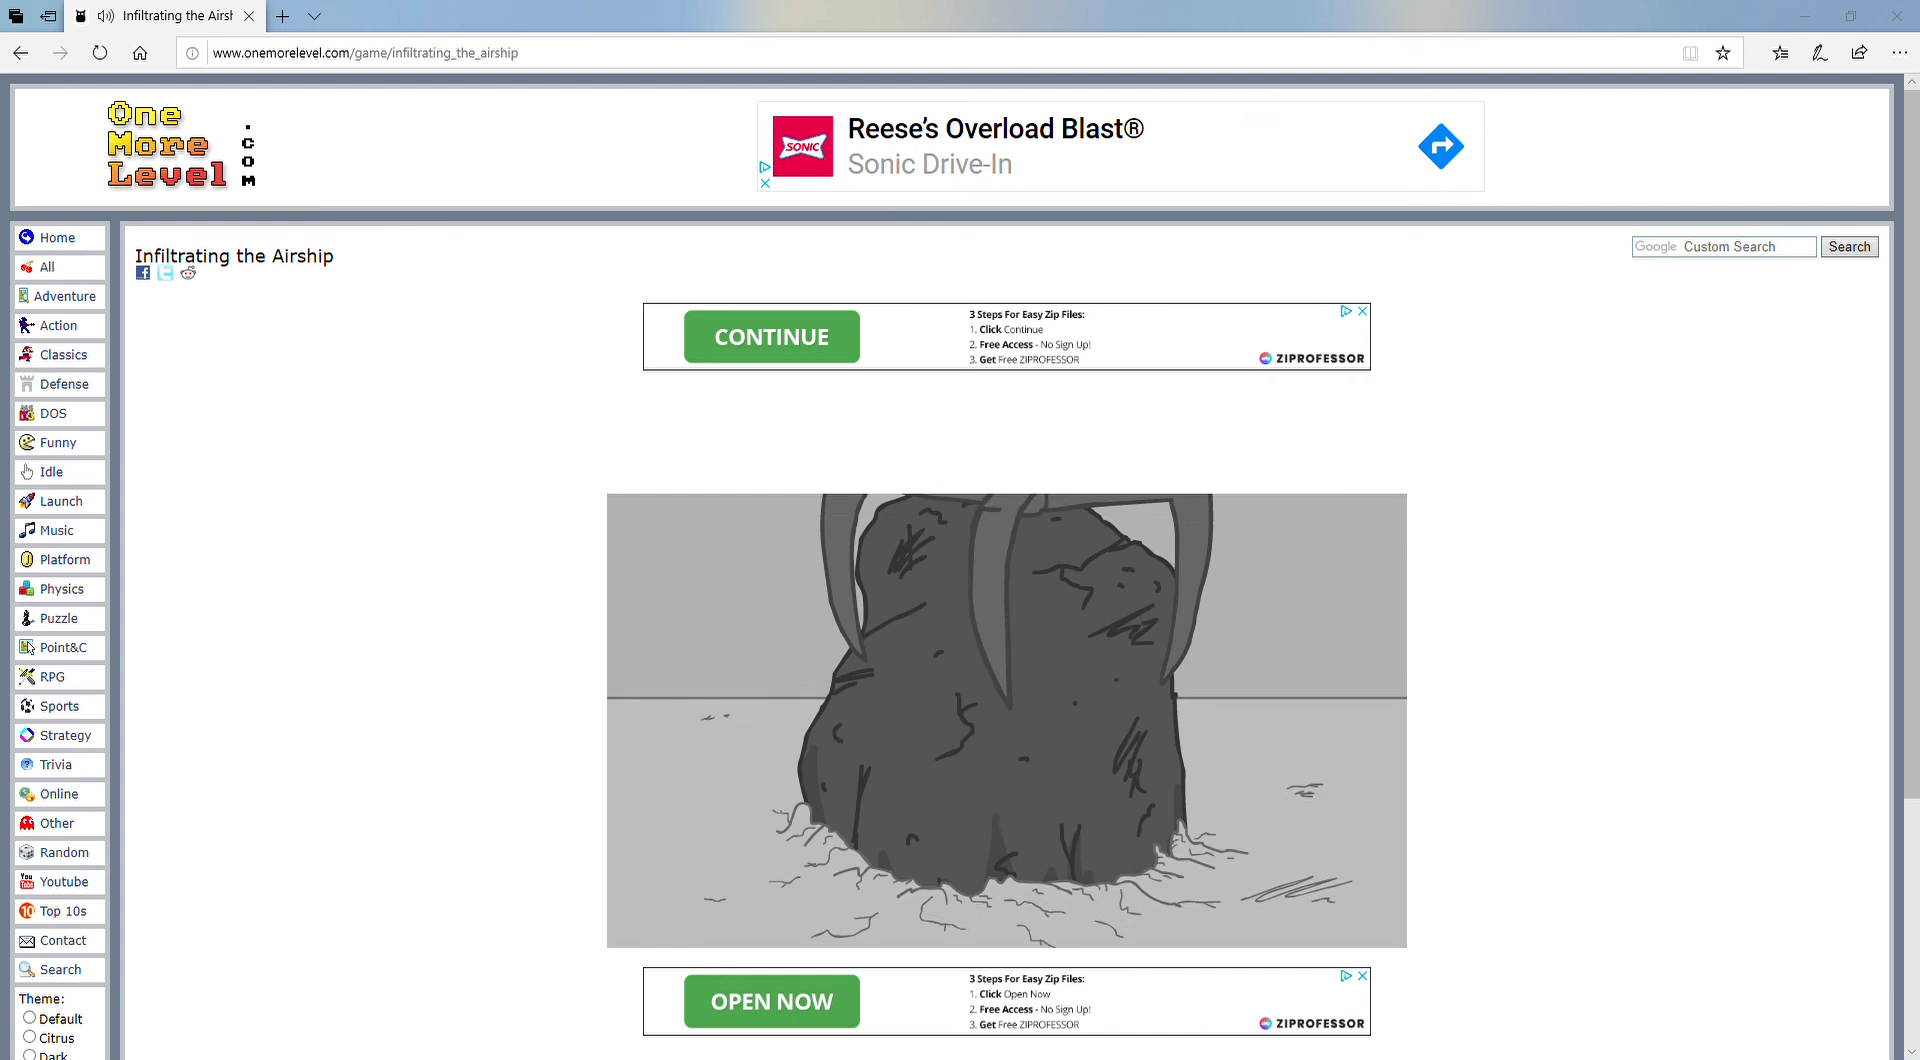 Infiltrating the Airsh
www.onemorelevel.com/game/infiltrating_the_airship
One
More
Level
.com
SONIC
Reese's Overload Blast®
Sonic Drive-In
Home
All
Adventure
Action
Classics
Defense
DOS
Funny
Idle
Launch
Music
Platform
Physics
Puzzle
Point&C
RPG
Sports
Strategy
Trivia
Online
Other
Random
Youtube
Top 10s
Contact
Search
Theme:
Default
Citrus
Dark
Infiltrating the Airship
Google Custom Search
Search
CONTINUE
3 Steps For Easy Zip Files:
1. Click Continue
2. Free Access - No Sign Up!
3. Get Free ZIPROFESSOR
ZIPROFESSOR
OPEN NOW
3 Steps For Easy Zip Files:
1. Click Open Now
2. Free Access - No Sign Up!
3. Get Free ZIPROFESSOR
ZIPROFESSOR